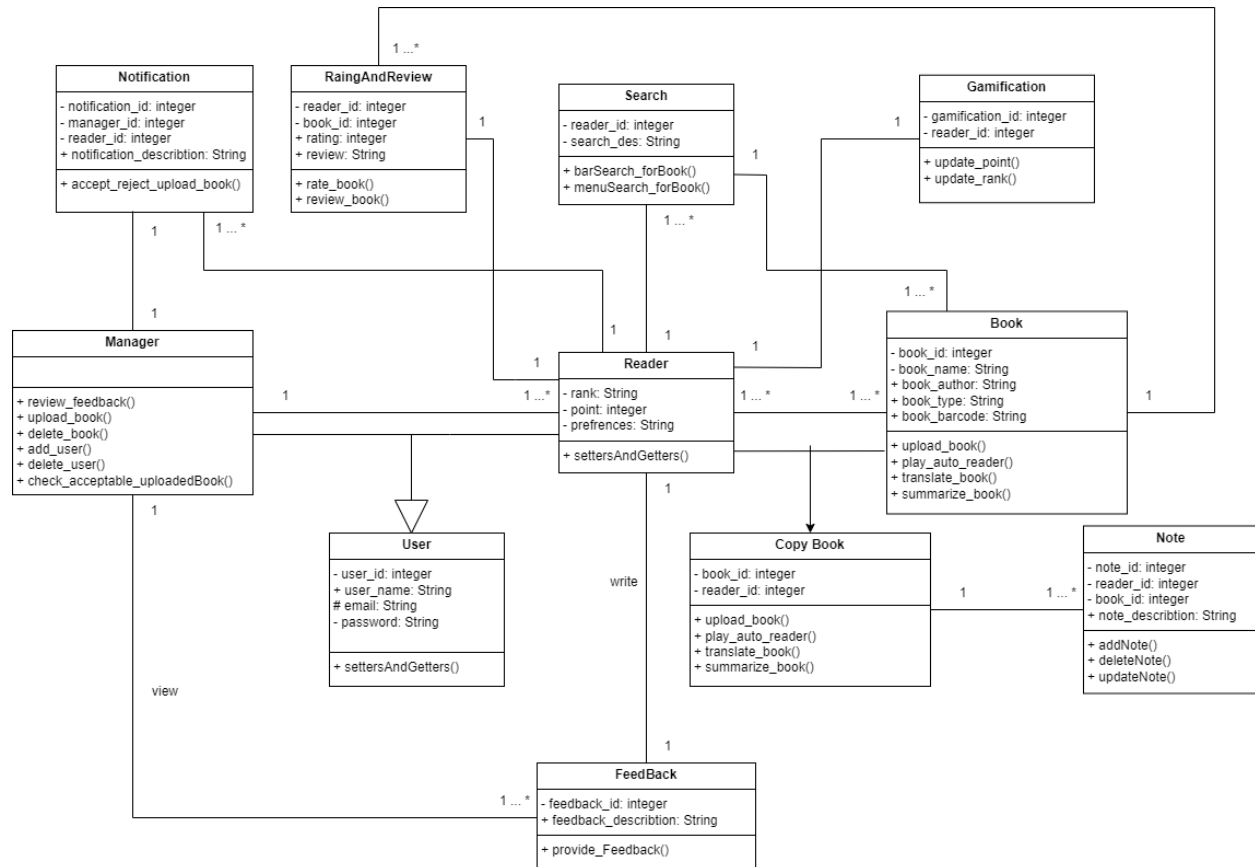 1 ...*
Notification
- notification_id: integer
- manager_id: integer
- reader_id: integer
+ notification_describtion: String
+ accept_reject_upload_book()
RaingAndReview
- reader_id: integer
- book_id: integer
+ rating: integer
+ review: String
+ rate_book()
+ review_book()
Search
- reader_id: integer
- search_des: String
+ barSearch_forBook()
+ menuSearch_forBook()
Gamification
- gamification_id: integer
- reader_id: integer
+ update_point()
+ update_rank()
1
1
1
1
1 ... *
1 ...*
1 ... *
1
1
1
1
1
Manager
+ review_feedback()
+ upload_book()
+ delete_book()
+ add_user()
+ delete_user()
+ check_acceptable_uploadedBook()
Reader
- rank: String
- point: integer
- prefrences: String
+ settersAndGetters()
Book
- book_id: integer
- book_name: String
+ book_author: String
+ book_type: String
+ book_barcode: String
+ upload_book()
+ play_auto_reader()
+ translate_book()
+ summarize_book()
1
1 ...*
1 ...*
1 ...*
1
1
1
User
- user_id: integer
+ user_name: String
# email: String
- password: String
+ settersAndGetters()
write
Copy Book
- book_id: integer
- reader_id: integer
+ upload_book()
+ play_auto_reader()
+ translate_book()
+ summarize_book()
1
1 ...*
Note
- note_id: integer
- reader_id: integer
- book_id: integer
+ note_describtion: String
+ addNote()
+ deleteNote()
+ updateNote()
view
1
1 ... *
FeedBack
- feedback_id: integer
+ feedback_describtion: String
+ provide_Feedback()